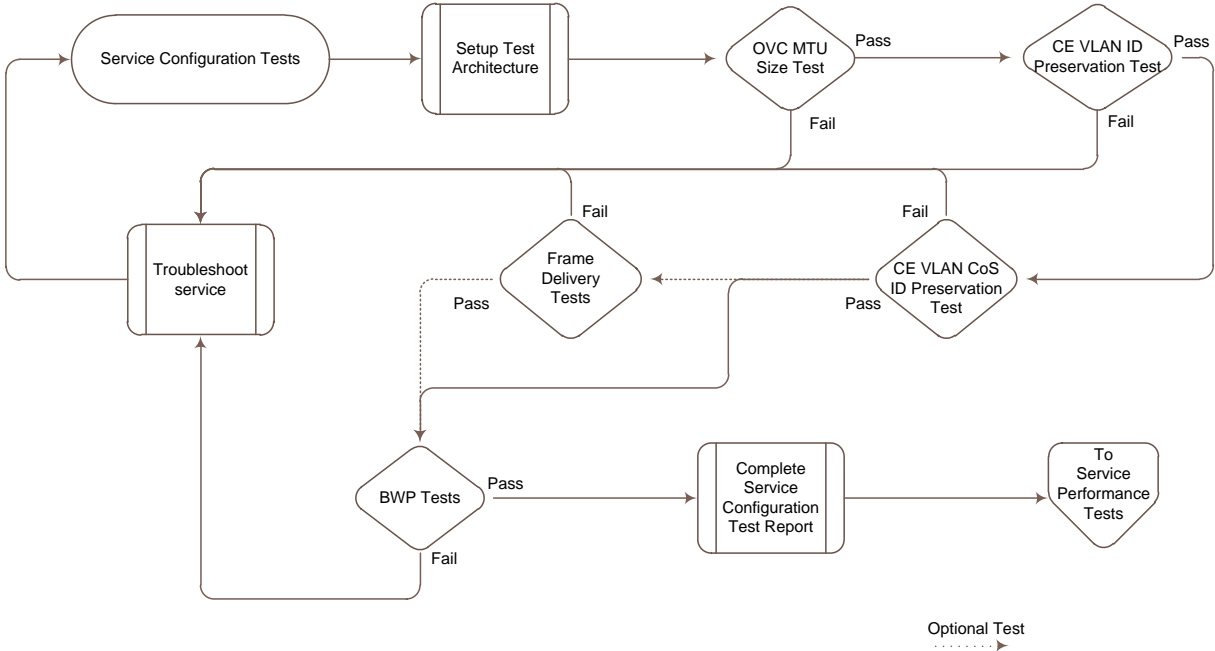 Service Configuration Tests
Setup Test
Architecture
OVC MTU
Size Test
Pass
Fail
CE VLAN ID
Preservation Test
Pass
Fail
Troubleshoot
service
Fail
Frame
Delivery
Tests
Pass
Fail
CE VLAN CoS
ID Preservation
Test
Pass
BWP Tests
Pass
Fail
Complete
Service
Configuration
Test Report
To
Service
Performance
Tests
Optional Test